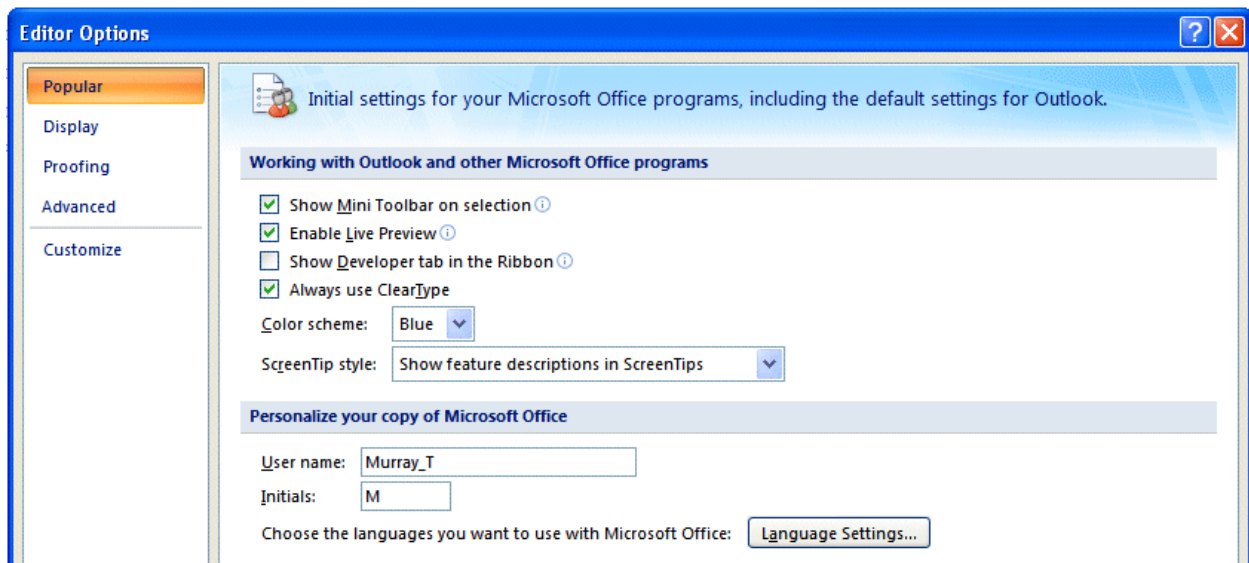 Editor Options
Popular
Display
Proofing
Advanced
Customize
Initial settings for your Microsoft Office programs, including the default settings for Outlook.
Working with Outlook and other Microsoft Office programs
Show Mini Toolbar on selection
Enable Live Preview
Show Developer tab in the Ribbon
Always use ClearType
Color scheme: Blue
ScreenTip style: Show feature descriptions in ScreenTips
Personalize your copy of Microsoft Office
User name: Murray_T
Initials: M
Choose the languages you want to use with Microsoft Office: Language Settings...